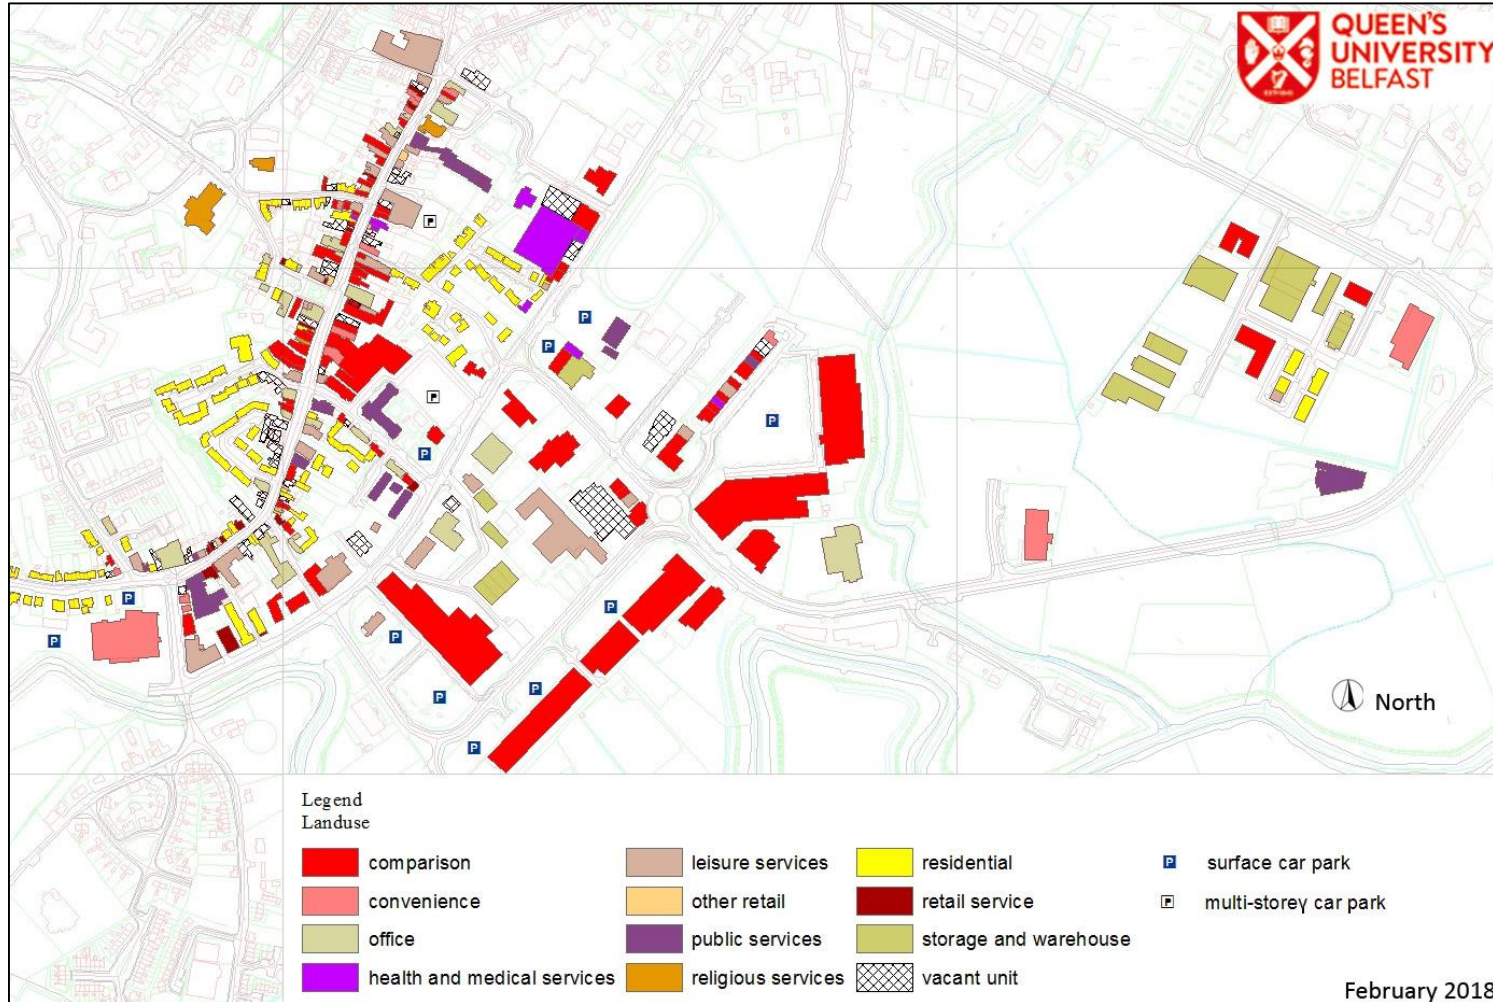 QUEEN'S
UNIVERSITY
BELFAST
North
Legend
Landuse
comparison
convenience
office
health and medical services
leisure services
other retail
public services
religious services
residential
retail service
storage and warehouse
vacant unit
P surface car park
P multi-storey car park
February 2018